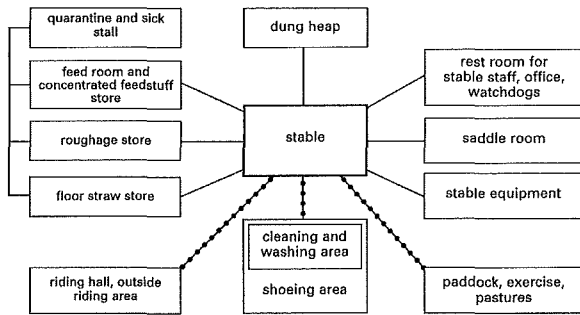 quarantine and sick
stall
dung heap
feed room and
concentrated feedstuff
store
rest room for
stable staff, office,
watchdogs
roughage store
stable
saddle room
floor straw store
stable equipment
cleaning and
washing area
shoeing area
riding hall, outside
riding area
paddock, exercise,
pastures